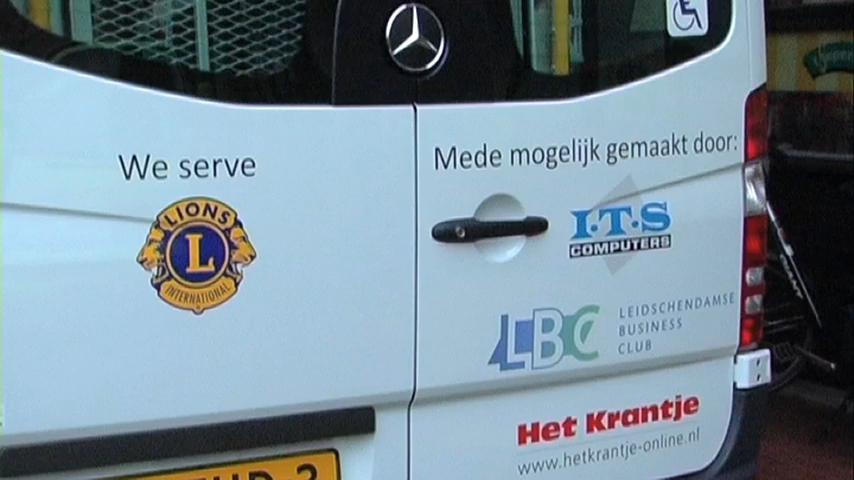 We serve
LIONS
L
INTERNATIONAL
Mede mogelijk gemaakt door:
I.T.S
COMPUTERS
LBC
LEIDSCHENDAMSE
BUSINESS
CLUB
Het Krantje
www.hetkrantje-online.nl